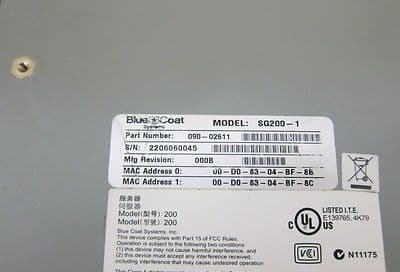 Blue Coat
Systems
MODEL: SG200-1
Part Number: 090-02611
S/N: 2206060045
Mfg Revision: 000B
MAC Address 0: 00-D0-83-04-BF-8B
MAC Address 1: 00-D0-83-04-BF-8C
服务器
伺服器
Model(型号): 200
Model(型號): 200
Blue Coat Systems, Inc.
This device complies with Part 15 of FCC Rules.
Operation is subject to the following two
conditions: (1) this device may not cause
harmful interference, and (2) this device must
accept any interference received, including
interference that may cause undesired
operation.
C UL US
LISTED I.T.E.
E139765, 4K79
VCI
N11175